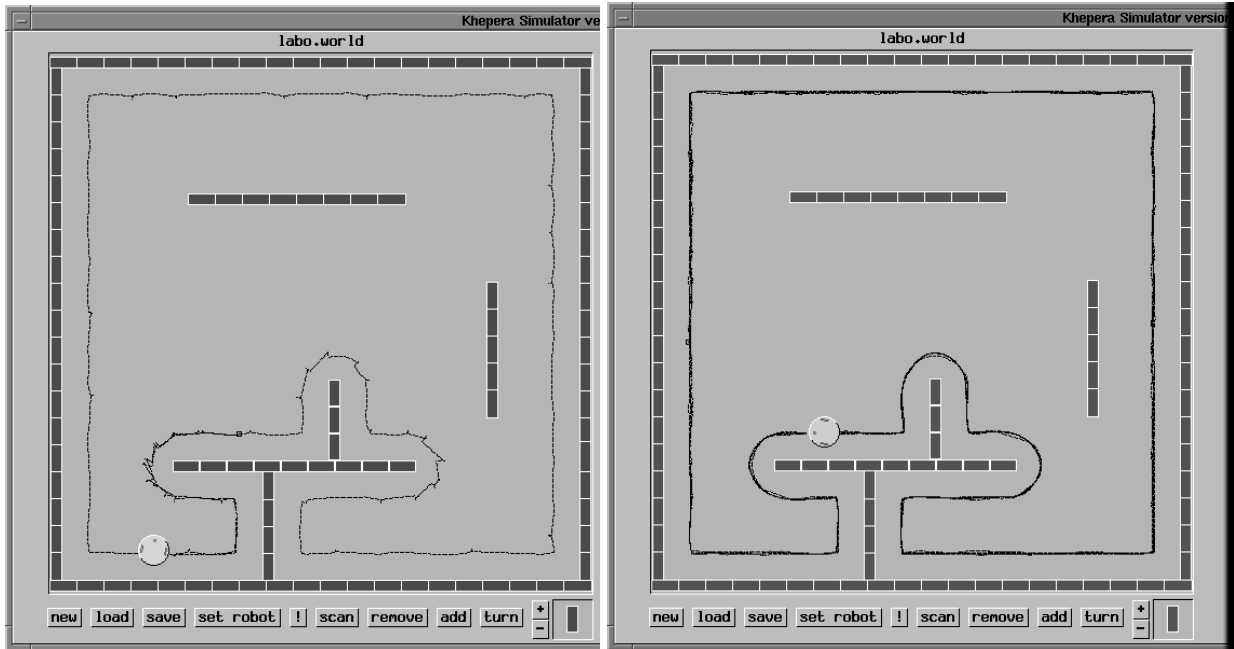 Khepera Simulator ve
labo.world
new load save set robot ! scan remove add turn + -
Khepera Simulator version
labo.world
new load save set robot ! scan remove add turn + -